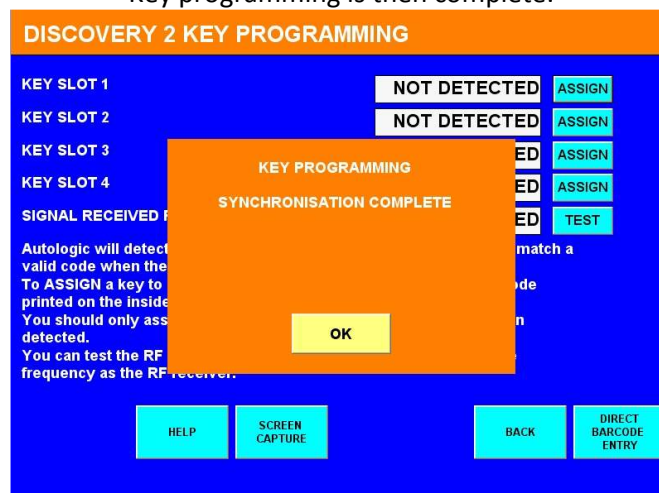 Key programming is then complete.
DISCOVERY 2 KEY PROGRAMMING
KEY SLOT 1 NOT DETECTED ASSIGN
KEY SLOT 2 NOT DETECTED ASSIGN
KEY SLOT 3 ED ASSIGN
KEY SLOT 4 ED ASSIGN
SIGNAL RECEIVED ED TEST
KEY PROGRAMMING
SYNCHRONISATION COMPLETE
OK
Autologic will detect match a
valid code when the
To ASSIGN a key to ode
printed on the inside
You should only ass n
detected.
You can test the RF
frequency as the RF receiver.
HELP
SCREEN CAPTURE
BACK
DIRECT BARCODE ENTRY